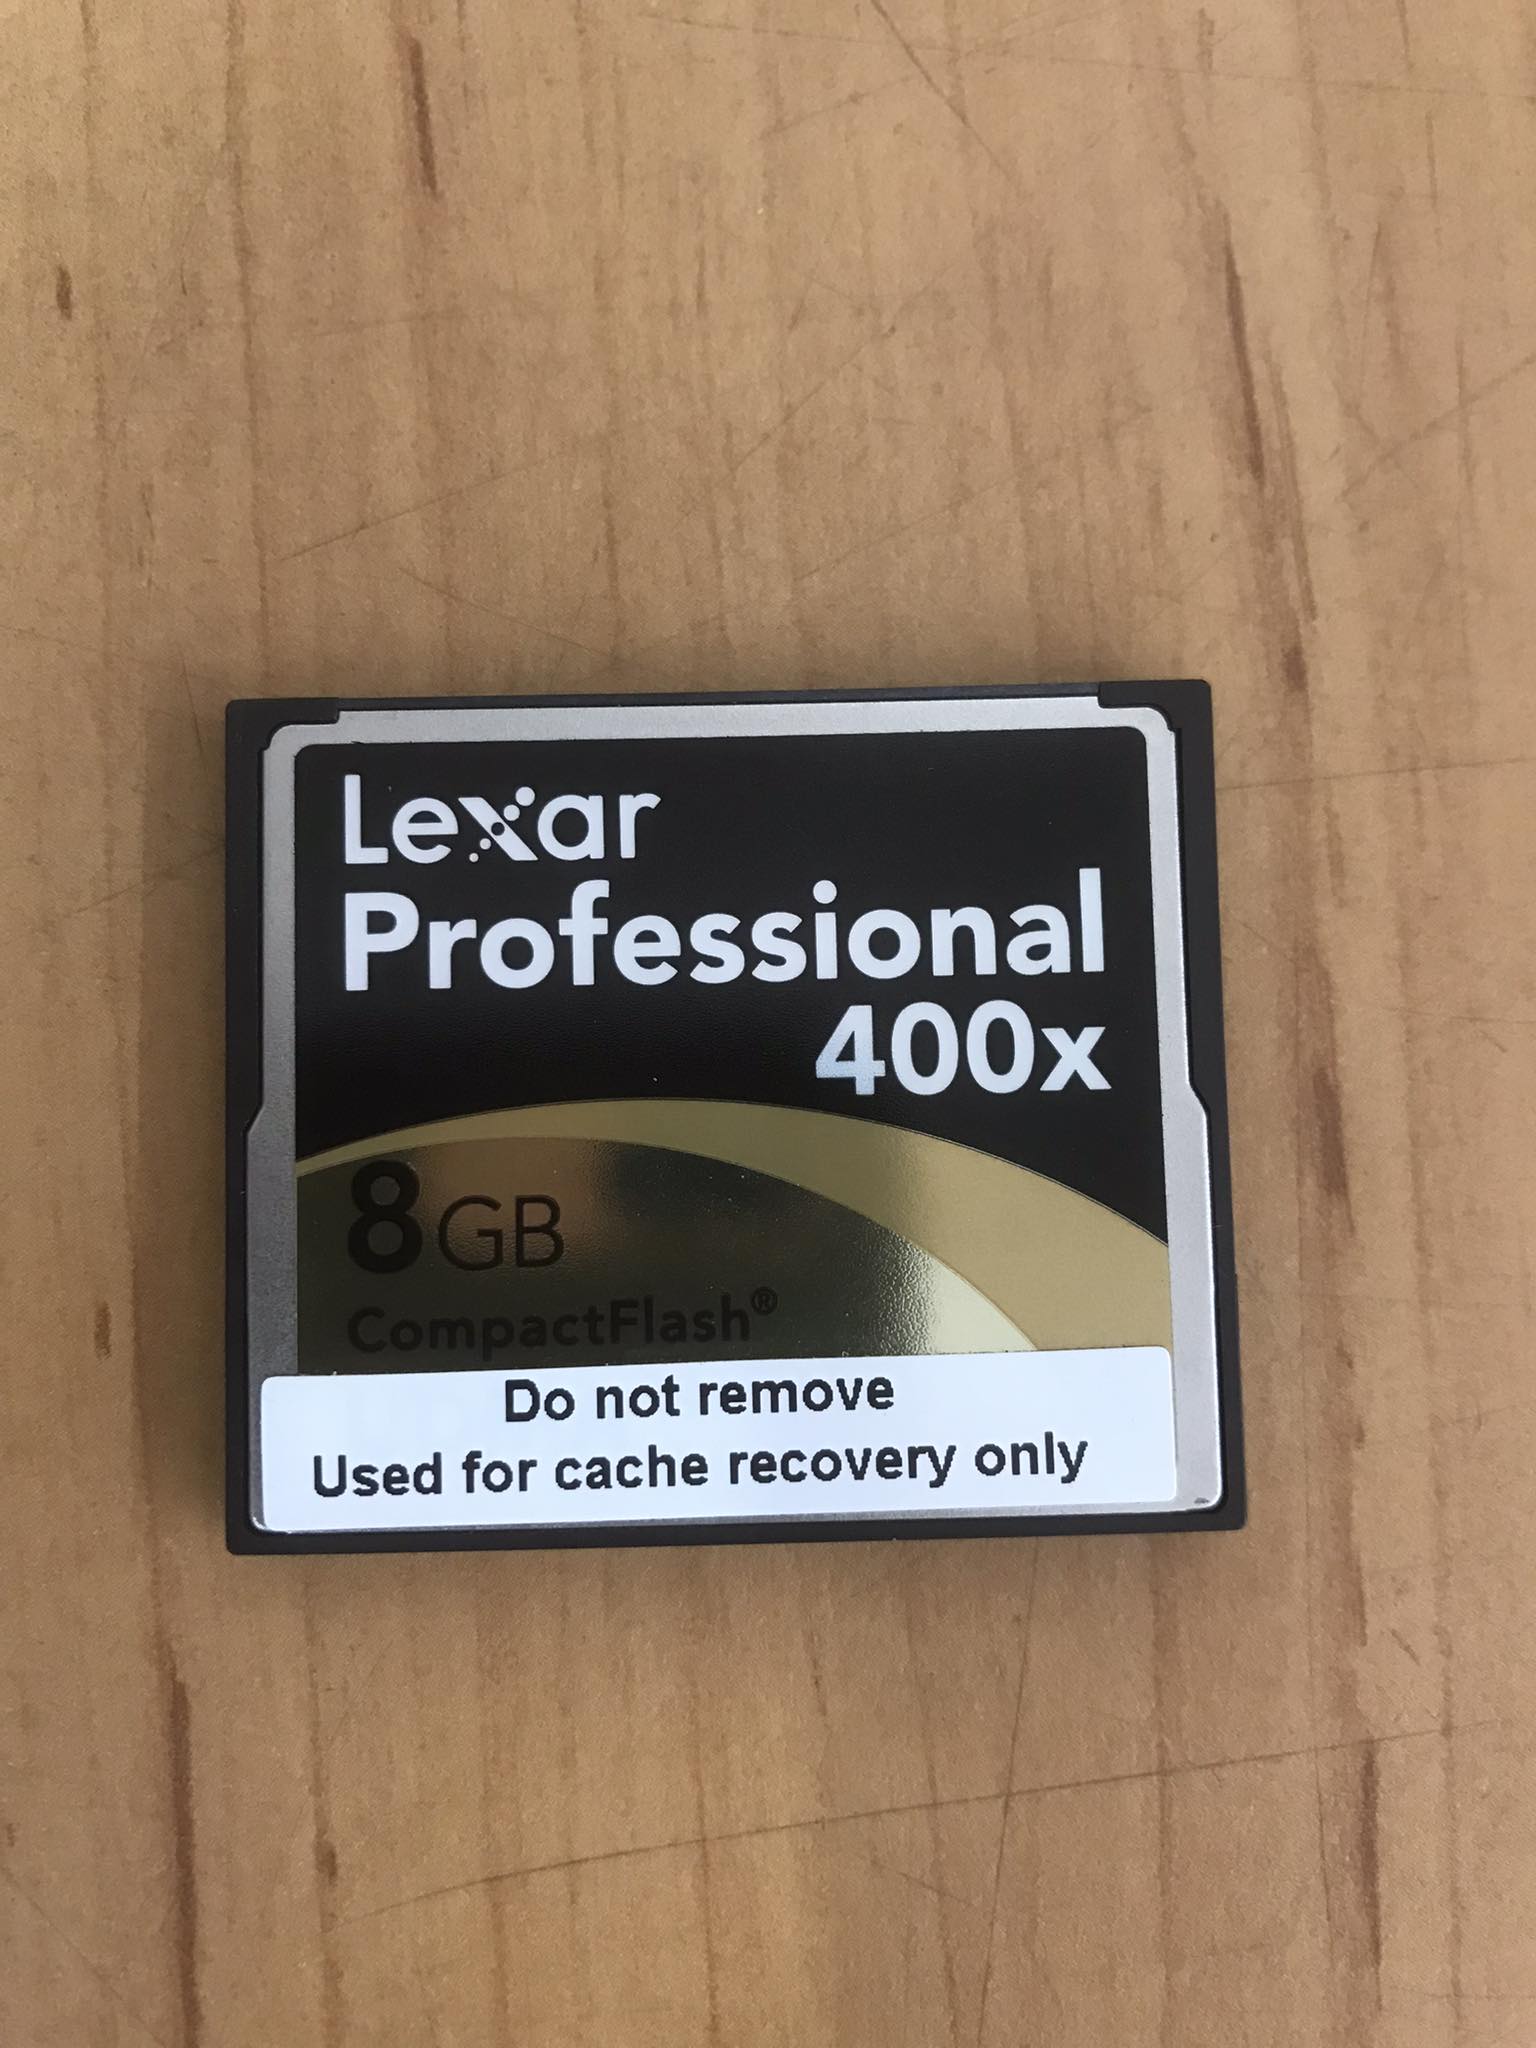 Lexar
Professional
400x
8GB
CompactFlash®
Do not remove
Used for cache recovery only